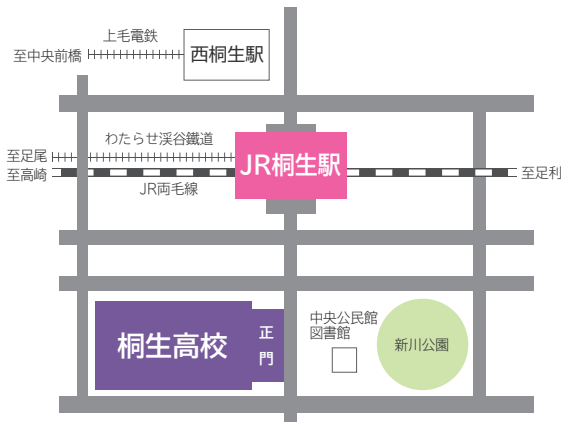 上毛電鉄
至中央前橋
西桐生駅
わたらせ渓谷鐵道
至足尾
至高崎
JR桐生駅
至足利
JR両毛線
桐生高校
正門
中央公民館
図書館
新川公園